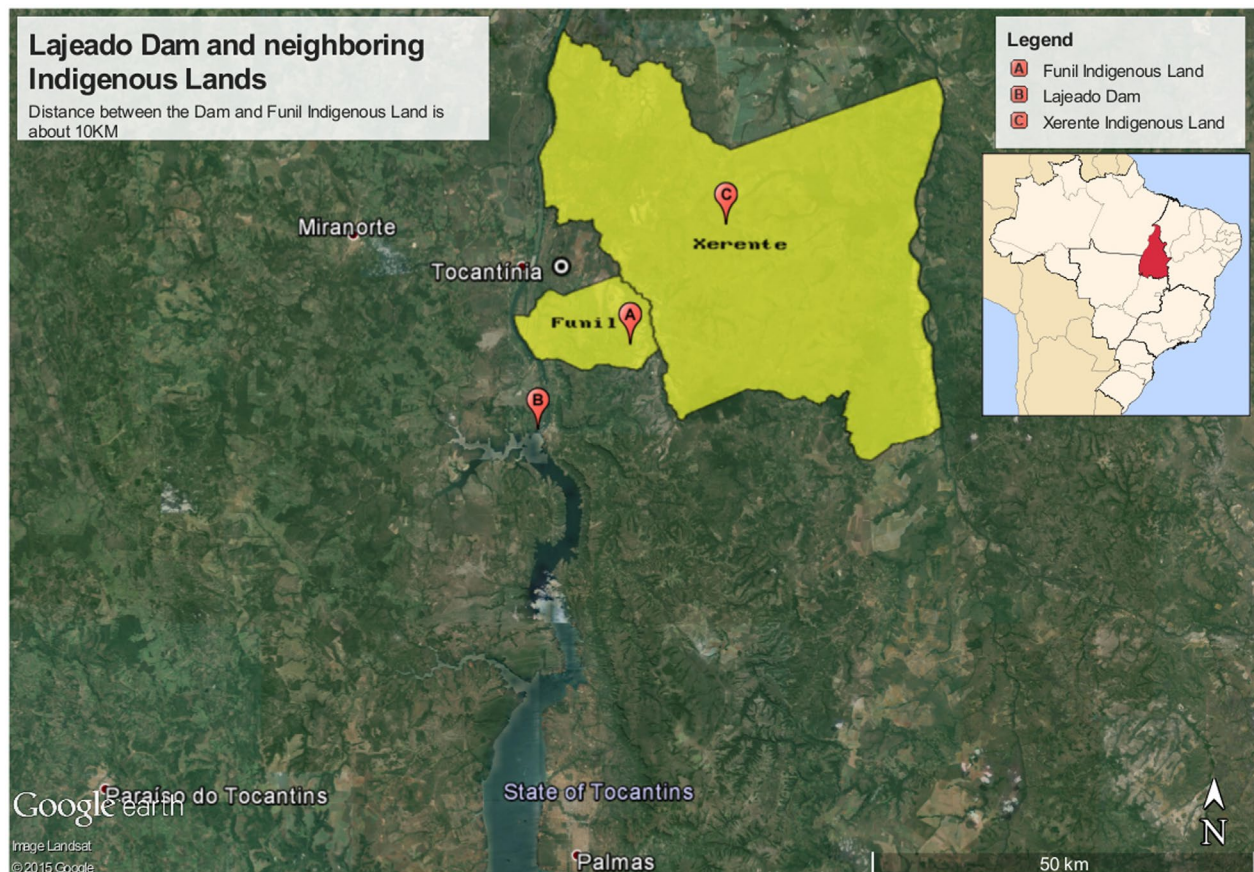 Lajeado Dam and neighboring
Indigenous Lands
Distance between the Dam and Funil Indigenous Land is
about 10KM
Legend
A Funil Indigenous Land
B Lajeado Dam
C Xerente Indigenous Land
C
Xerente
Miranorte
Tocantínia
Funil
A
B
State of Tocantins
Paraíso do Tocantins
Google earth
Image Landsat
© 2015 Google
Palmas
N
50 km